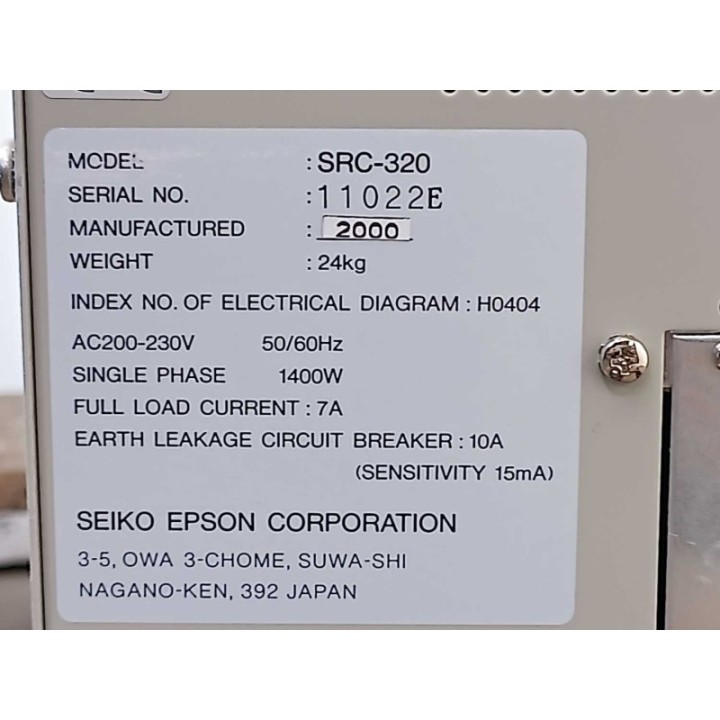 MODEL : SRC-320
SERIAL NO. : 11022E
MANUFACTURED : 2000
WEIGHT : 24kg
INDEX NO. OF ELECTRICAL DIAGRAM : H0404
AC200-230V 50/60Hz
SINGLE PHASE 1400W
FULL LOAD CURRENT : 7A
EARTH LEAKAGE CIRCUIT BREAKER : 10A
(SENSITIVITY 15mA)
SEIKO EPSON CORPORATION
3-5, OWA 3-CHOME, SUWA-SHI
NAGANO-KEN, 392 JAPAN